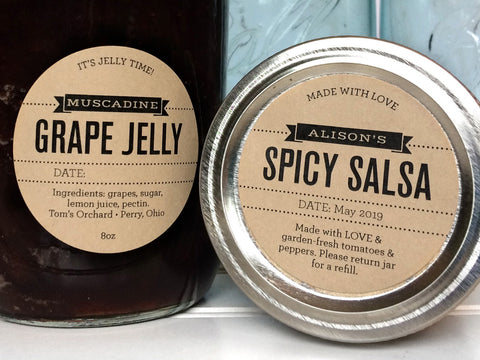 IT'S JELLY TIME!
MUSCADINE
GRAPE JELLY
DATE:
Ingredients: grapes, sugar,
lemon juice, pectin.
Tom's Orchard • Perry, Ohio
8oz
MADE WITH LOVE
ALISON'S
SPICY SALSA
DATE: May 2019
Made with LOVE &
garden-fresh tomatoes &
peppers. Please return jar
for a refill.